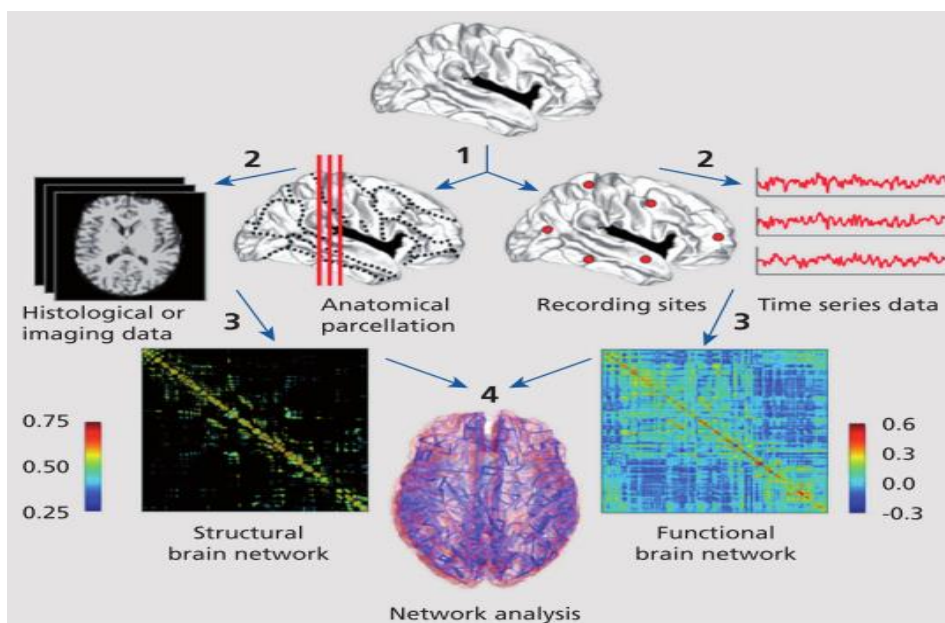 1
2
2
Histological or
imaging data
Anatomical
parcellation
Recording sites
Time series data
3
3
4
0.75
0.50
0.25
0.6
0.3
0.0
-0.3
Structural
brain network
Functional
brain network
Network analysis